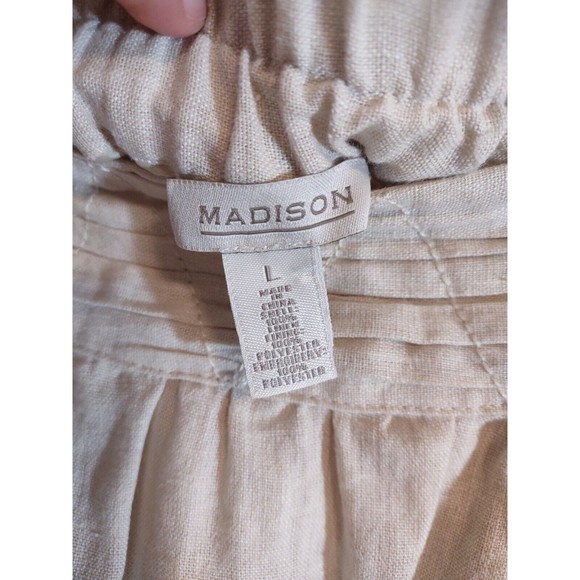 MADISON
L
MADE
IN
CHINA
SHELL:
100%
LINEN
LINING:
100%
POLYESTER
EMBROIDERY:
100%
POLYESTER